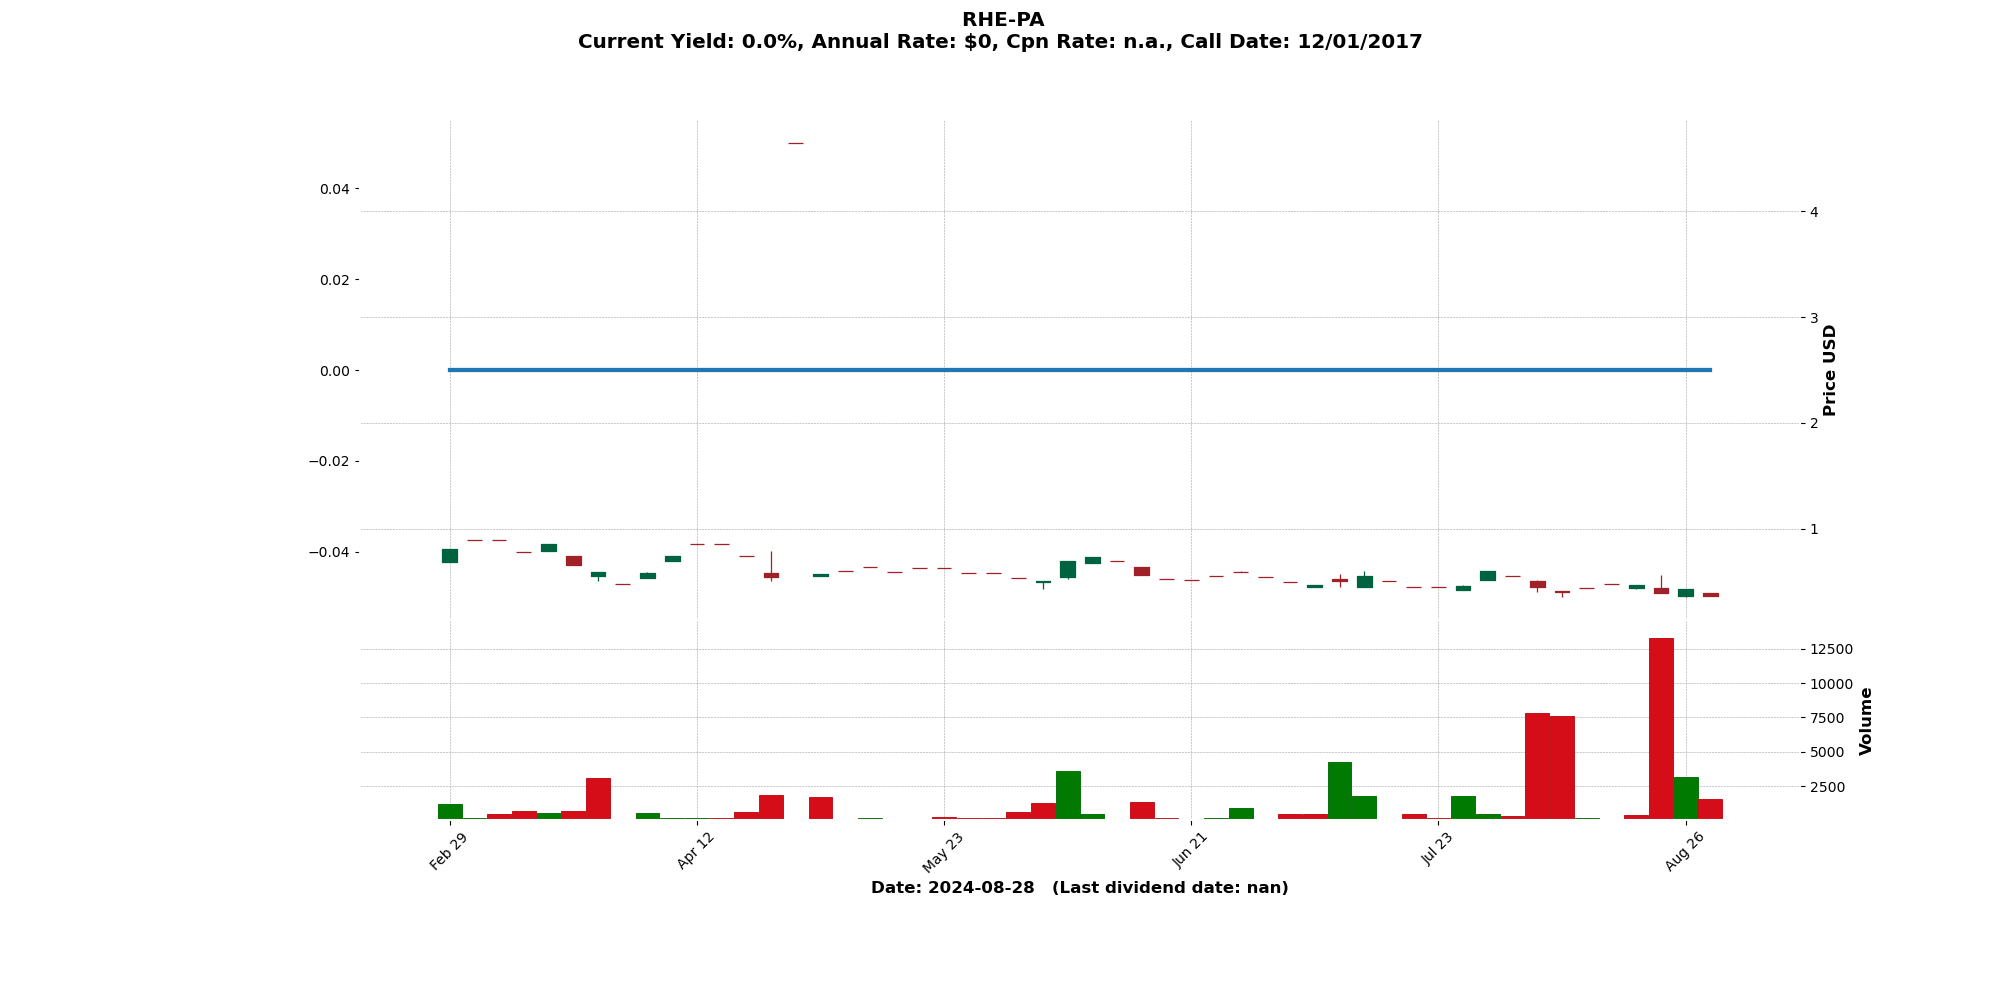 RHE-PA
Current Yield: 0.0%, Annual Rate: $0, Cpn Rate: n.a., Call Date: 12/01/2017
0.04
0.02
0.00
−0.02
−0.04
4
3
2
1
Price USD
12500
10000
7500
5000
2500
Volume
Feb 29
Apr 12
May 23
Jun 21
Jul 23
Aug 26
Date: 2024-08-28 (Last dividend date: nan)